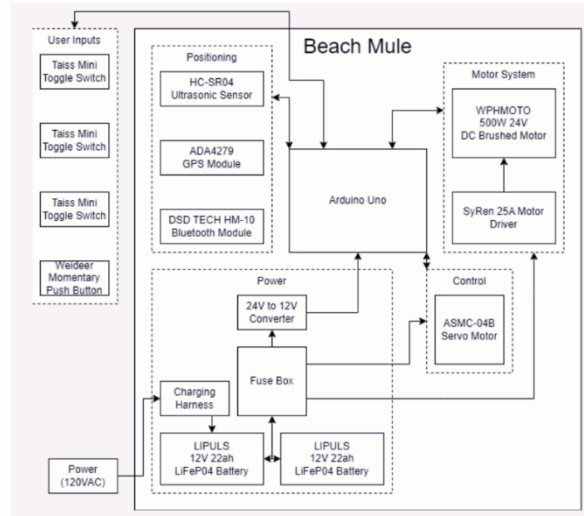 Beach Mule
User Inputs
Taiss Mini
Toggle Switch
Taiss Mini
Toggle Switch
Taiss Mini
Toggle Switch
Weideer
Momentary
Push Button
Positioning
HC-SR04
Ultrasonic Sensor
ADA4279
GPS Module
DSD TECH HM-10
Bluetooth Module
Arduino Uno
Motor System
WPHMOTO
500W 24V
DC Brushed Motor
SyRen 25A Motor
Driver
Control
ASMC-04B
Servo Motor
Power
24V to 12V
Converter
Fuse Box
Charging
Harness
LIPULS
12V 22ah
LiFeP04 Battery
LIPULS
12V 22ah
LiFeP04 Battery
Power
(120VAC)